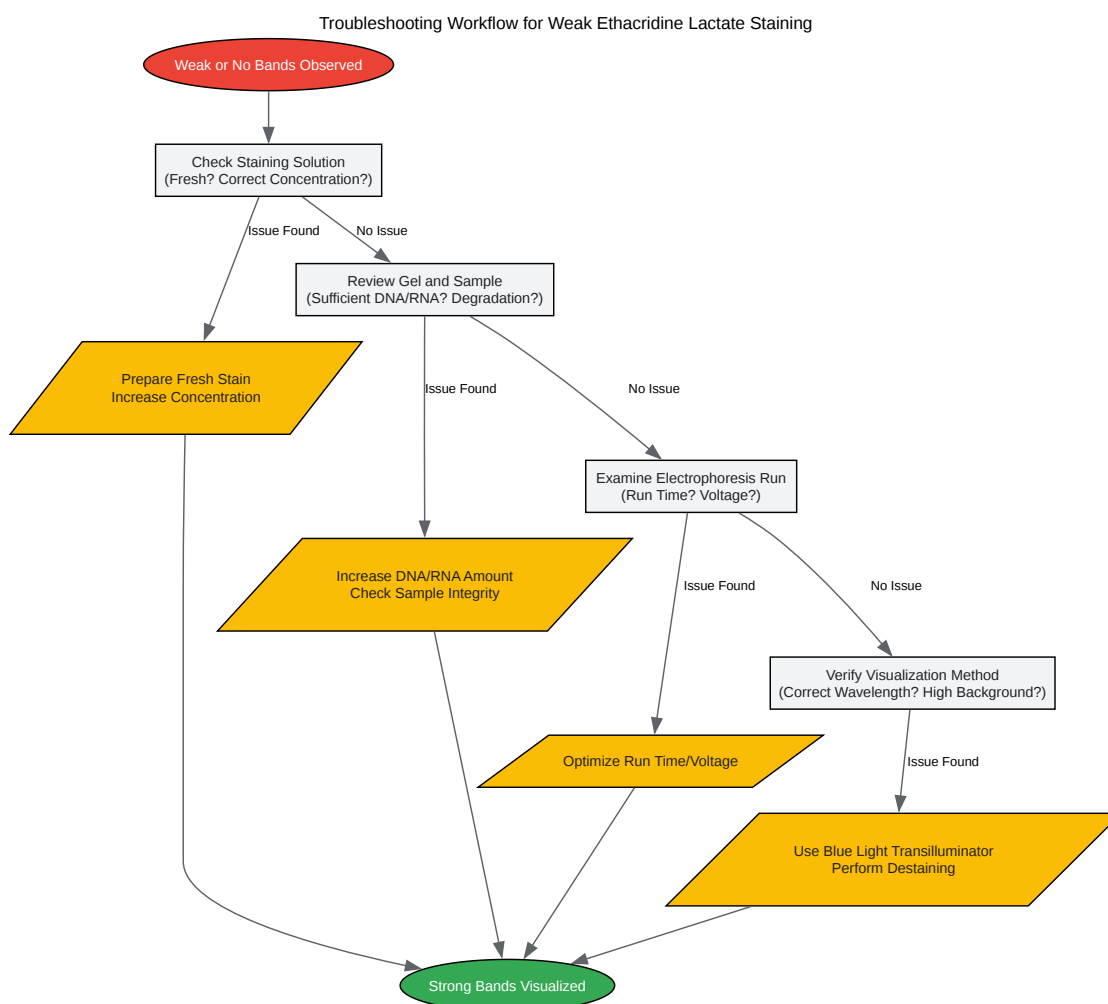 Troubleshooting Workflow for Weak Ethacridine Lactate Staining
Weak or No Bands Observed
Check Staining Solution
(Fresh? Correct Concentration?)
Issue Found
No Issue
Review Gel and Sample
(Sufficient DNA/RNA? Degradation?)
Prepare Fresh Stain
Increase Concentration
Issue Found
No Issue
Examine Electrophoresis Run
(Run Time? Voltage?)
Increase DNA/RNA Amount
Check Sample Integrity
Issue Found
No Issue
Verify Visualization Method
(Correct Wavelength? High Background?)
Optimize Run Time/Voltage
Issue Found
Use Blue Light Transilluminator
Perform Destaining
Strong Bands Visualized